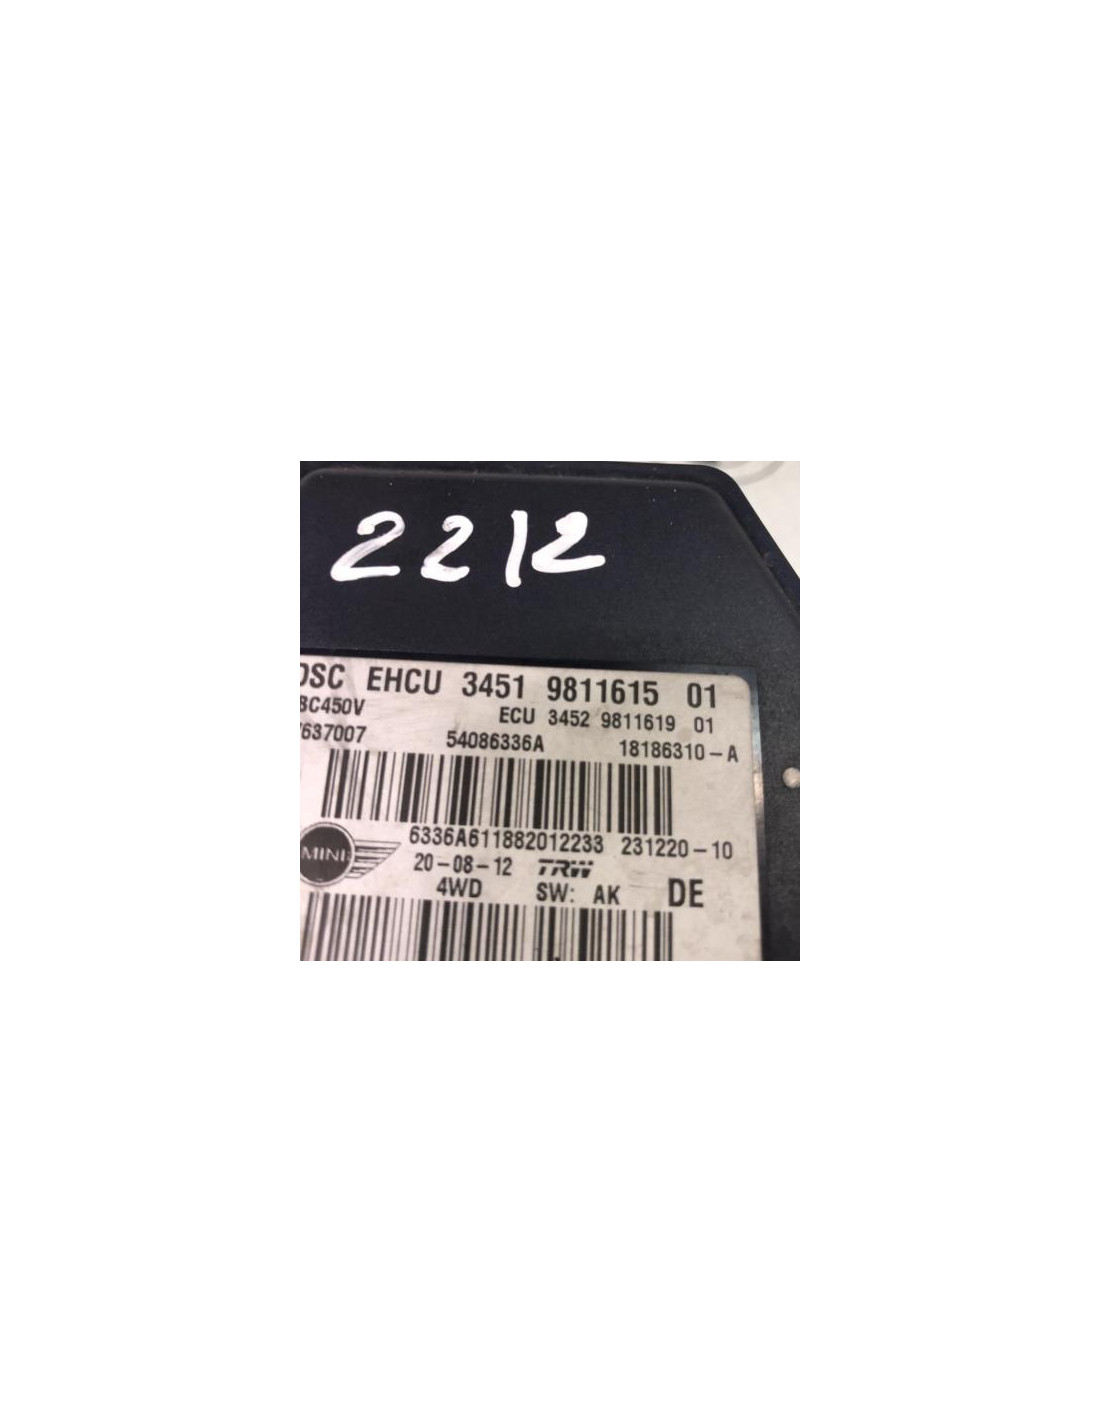 2212
DSC EHCU 3451 9811615 01
BC450V ECU 3452 9811619 01
7637007 54086336A 18186310-A
6336A611882012233 231220-10
MINI 20-08-12 TRW
4WD SW: AK DE